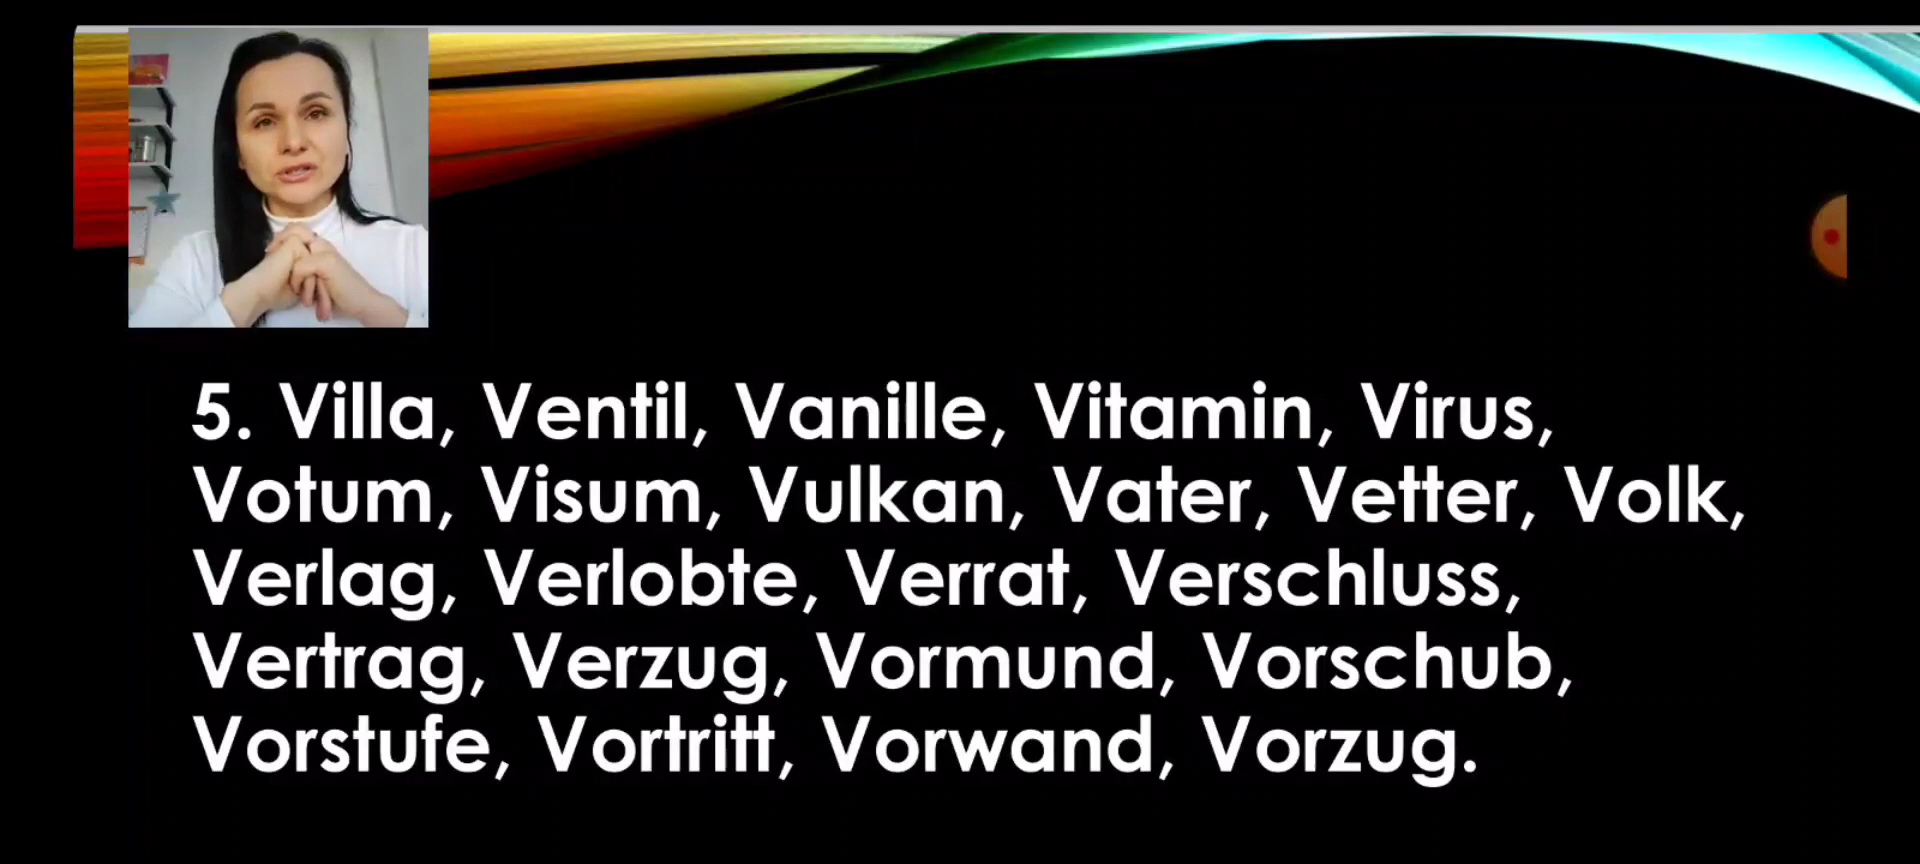 5. Villa, Ventil, Vanille, Vitamin, Virus,
Votum, Visum, Vulkan, Vater, Vetter, Volk,
Verlag, Verlobte, Verrat, Verschluss,
Vertrag, Verzug, Vormund, Vorschub,
Vorstufe, Vortritt, Vorwand, Vorzug.